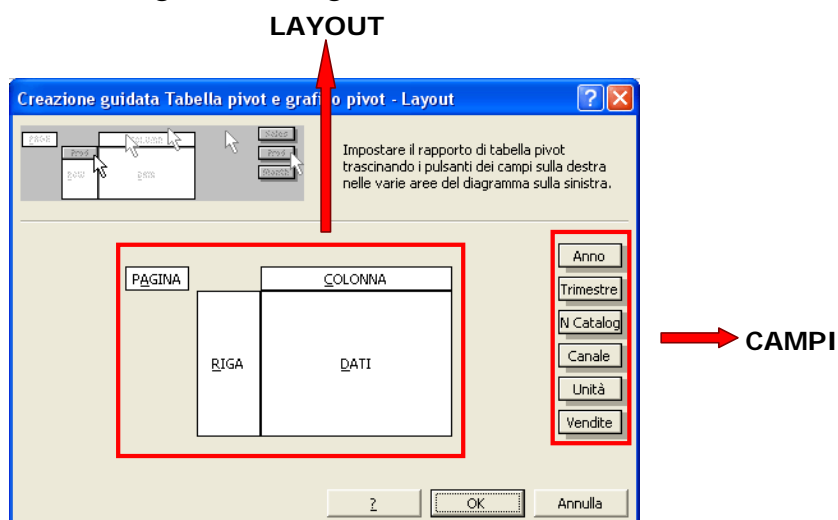 LAYOUT
Creazione guidata Tabella pivot e grafico pivot - Layout
Impostare il rapporto di tabella pivot
trascinando i pulsanti dei campi sulla destra
nelle varie aree del diagramma sulla sinistra.
PAGINA
COLONNA
RIGA
DATI
Anno
Trimestre
N Catalog
Canale
Unità
Vendite
CAMPI
?
OK
Annulla